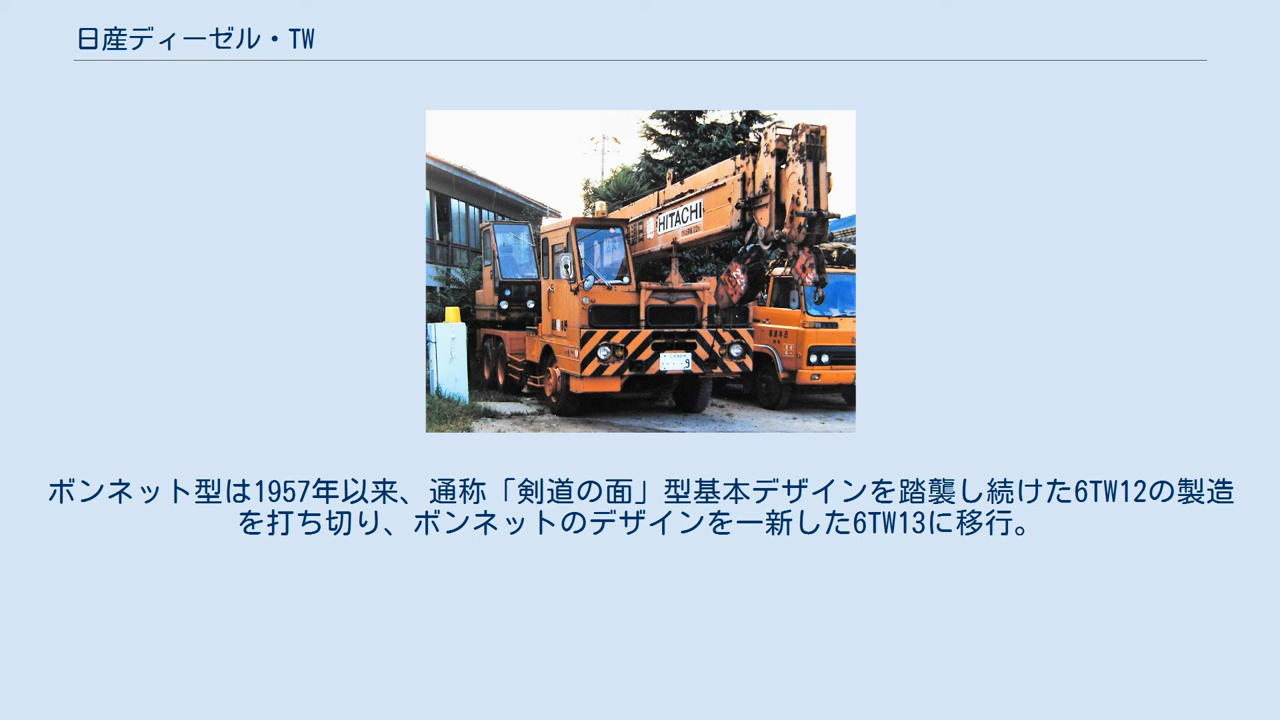 日産ディーゼル・TW
HITACHI
ボンネット型は1957年以来、通称「剣道の面」型基本デザインを踏襲し続けた6TW12の製造
を打ち切り、ボンネットのデザインを一新した6TW13に移行。